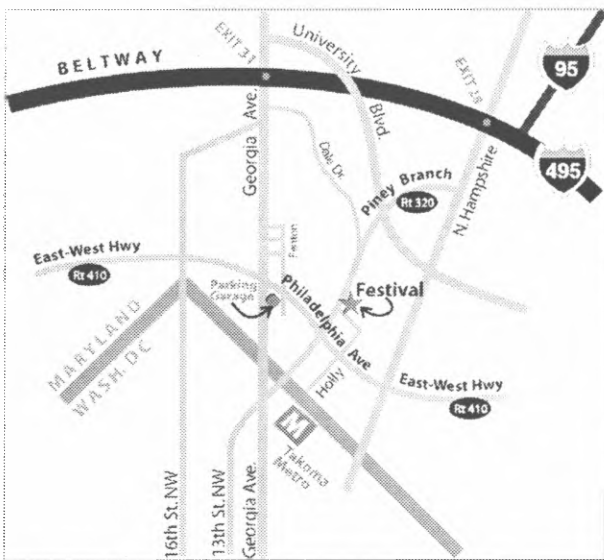 BELTWAY
EXIT 31
University
Blvd.
EXIT 28
95
495
Georgia Ave.
Dale Dr.
Piney Branch
Rt 320
N. Hampshire
Fenton
East-West Hwy
Rt 410
Parking
Garage
Philadelphia Ave
Festival
MARYLAND
WASH. DC
Holly
East-West Hwy
Rt 410
M
Takoma
Metro
16th St. NW
13th St. NW
Georgia Ave.